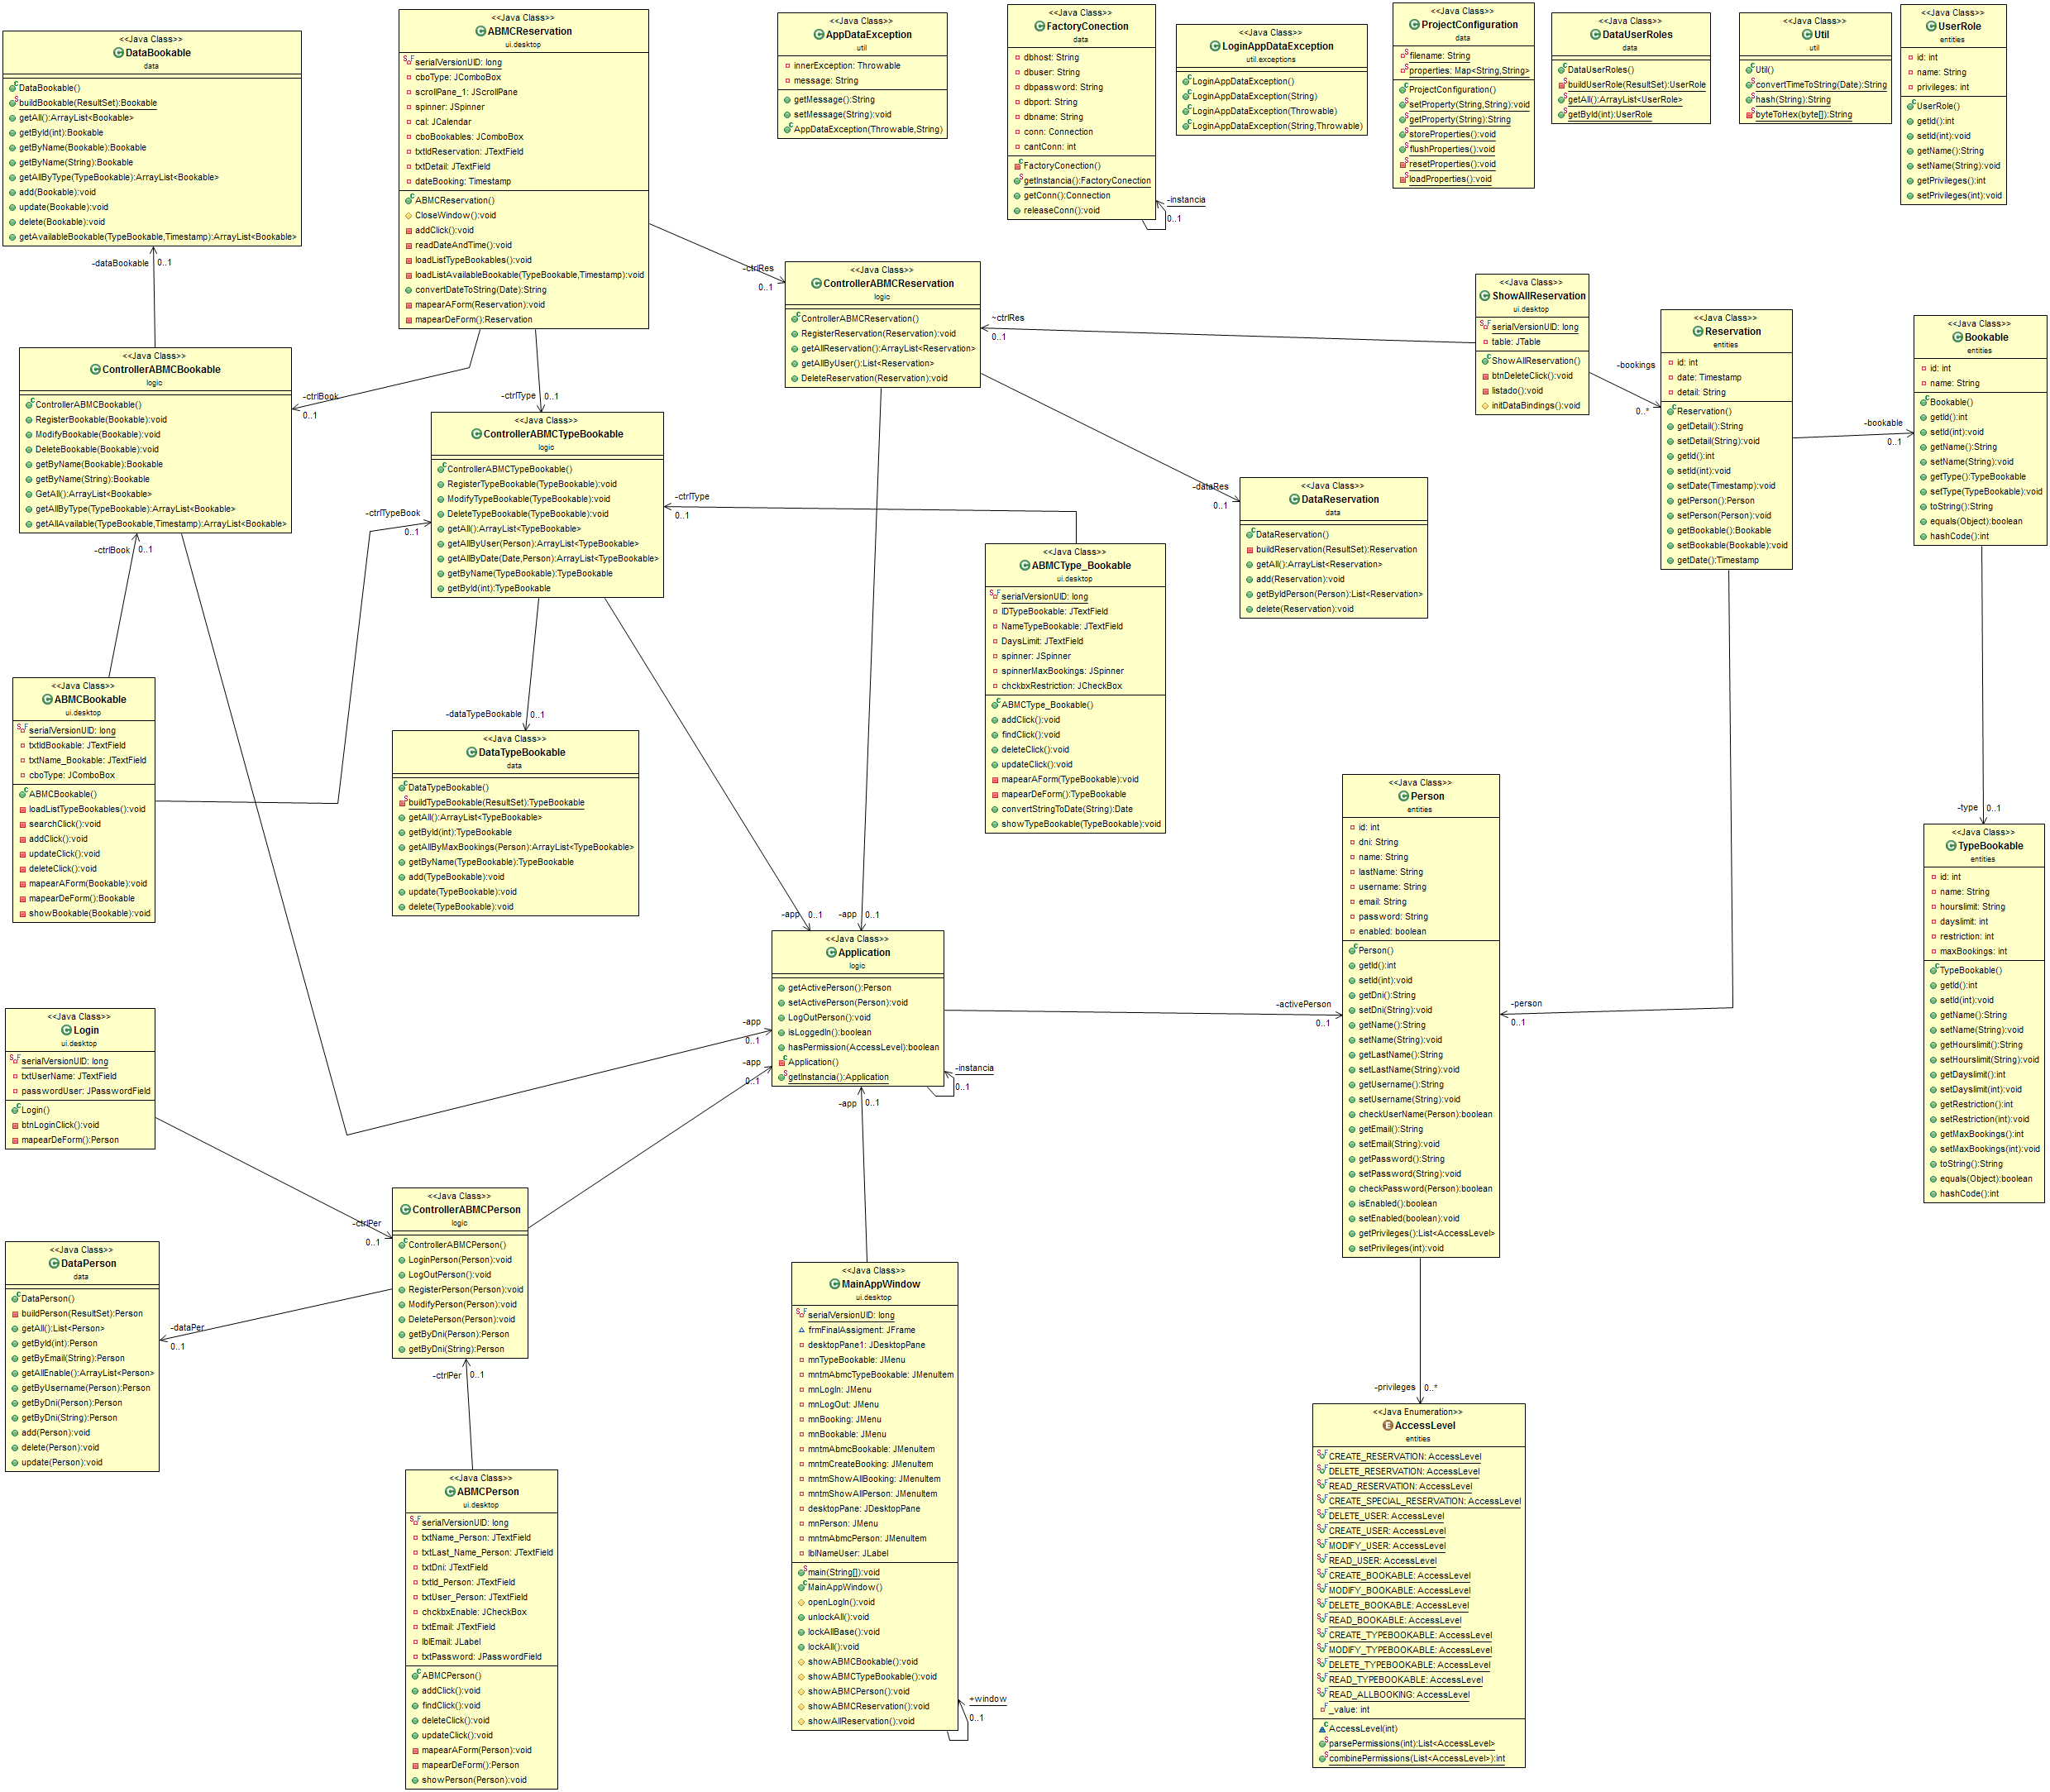 <<Java Class>>
DataBookable
data
DataBookable()
buildBookable(ResultSet):Bookable
getAll():ArrayList<Bookable>
getById(int):Bookable
getByName(Bookable):Bookable
getByName(String):Bookable
getAllByType(TypeBookable):ArrayList<Bookable>
add(Bookable):void
update(Bookable):void
delete(Bookable):void
getAvailableBookable(TypeBookable,Timestamp):ArrayList<Bookable>
<<Java Class>>
ABMCReservation
ui.desktop
serialVersionUID: long
cboType: JComboBox
scrollPane_1: JScrollPane
spinner: JSpinner
cal: JCalendar
cboBookables: JComboBox
txtIdReservation: JTextField
txtDetail: JTextField
dateBooking: Timestamp
ABMCReservation()
CloseWindow():void
addClick():void
readDateAndTime():void
loadListTypeBookables():void
loadListAvailableBookable(TypeBookable,Timestamp):void
convertDateToString(Date):String
mapearAForm(Reservation):void
mapearDeForm():Reservation
<<Java Class>>
AppDataException
util
innerException: Throwable
message: String
getMessage():String
setMessage(String):void
AppDataException(Throwable,String)
<<Java Class>>
FactoryConection
data
dbhost: String
dbuser: String
dbpassword: String
dbport: String
dbname: String
conn: Connection
cantConn: int
FactoryConection()
getInstancia():FactoryConection
getConn():Connection
releaseConn():void
-instancia
0..1
<<Java Class>>
LoginAppDataException
util.exceptions
LoginAppDataException()
LoginAppDataException(String)
LoginAppDataException(Throwable)
LoginAppDataException(String,Throwable)
<<Java Class>>
ProjectConfiguration
data
filename: String
properties: Map<String,String>
ProjectConfiguration()
setProperty(String,String):void
getProperty(String):String
storeProperties():void
flushProperties():void
resetProperties():void
loadProperties():void
<<Java Class>>
DataUserRoles
data
DataUserRoles()
buildUserRole(ResultSet):UserRole
getAll():ArrayList<UserRole>
getById(int):UserRole
<<Java Class>>
Util
util
Util()
convertTimeToString(Date):String
hash(String):String
byteToHex(byte[]):String
<<Java Class>>
UserRole
entities
id: int
name: String
privileges: int
UserRole()
getId():int
setId(int):void
getName():String
setName(String):void
getPrivileges():int
setPrivileges(int):void
-dataBookable
0..1
-ctrlRes
0..1
<<Java Class>>
ControllerABMCReservation
logic
ControllerABMCReservation()
RegisterReservation(Reservation):void
getAllReservation():ArrayList<Reservation>
getAllByUser():List<Reservation>
DeleteReservation(Reservation):void
~ctrlRes
0..1
<<Java Class>>
ShowAllReservation
ui.desktop
serialVersionUID: long
table: JTable
ShowAllReservation()
btnDeleteClick():void
listado():void
initDataBindings():void
-bookings
0..*
<<Java Class>>
Reservation
entities
id: int
date: Timestamp
detail: String
Reservation()
getDetail():String
setDetail(String):void
getId():int
setId(int):void
setDate(Timestamp):void
getPerson():Person
setPerson(Person):void
getBookable():Bookable
setBookable(Bookable):void
getDate():Timestamp
-bookable
0..1
<<Java Class>>
Bookable
entities
id: int
name: String
Bookable()
getId():int
setId(int):void
getName():String
setName(String):void
getType():TypeBookable
setType(TypeBookable):void
toString():String
equals(Object):boolean
hashCode():int
<<Java Class>>
ControllerABMCBookable
logic
ControllerABMCBookable()
RegisterBookable(Bookable):void
ModifyBookable(Bookable):void
DeleteBookable(Bookable):void
getByName(Bookable):Bookable
getByName(String):Bookable
GetAll():ArrayList<Bookable>
getAllByType(TypeBookable):ArrayList<Bookable>
getAllAvailable(TypeBookable,Timestamp):ArrayList<Bookable>
-ctrlBook
0..1
-ctrlType
0..1
<<Java Class>>
ControllerABMCTypeBookable
logic
ControllerABMCTypeBookable()
RegisterTypeBookable(TypeBookable):void
ModifyTypeBookable(TypeBookable):void
DeleteTypeBookable(TypeBookable):void
getAll():ArrayList<TypeBookable>
getAllByUser(Person):ArrayList<TypeBookable>
getAllByDate(Date,Person):ArrayList<TypeBookable>
getByName(TypeBookable):TypeBookable
getById(int):TypeBookable
-ctrlTypeBook
0..1
-ctrlType
0..1
-dataRes
0..1
<<Java Class>>
DataReservation
data
DataReservation()
buildReservation(ResultSet):Reservation
getAll():ArrayList<Reservation>
add(Reservation):void
getByIdPerson(Person):List<Reservation>
delete(Reservation):void
-ctrlBook
0..1
<<Java Class>>
ABMCType_Bookable
ui.desktop
serialVersionUID: long
IDTypeBookable: JTextField
NameTypeBookable: JTextField
DaysLimit: JTextField
spinner: JSpinner
spinnerMaxBookings: JSpinner
chckbxRestriction: JCheckBox
ABMCType_Bookable()
addClick():void
findClick():void
deleteClick():void
updateClick():void
mapearAForm(TypeBookable):void
mapearDeForm():TypeBookable
convertStringToDate(String):Date
showTypeBookable(TypeBookable):void
<<Java Class>>
ABMCBookable
ui.desktop
serialVersionUID: long
txtIdBookable: JTextField
txtName_Bookable: JTextField
cboType: JComboBox
ABMCBookable()
loadListTypeBookables():void
searchClick():void
addClick():void
updateClick():void
deleteClick():void
mapearAForm(Bookable):void
mapearDeForm():Bookable
showBookable(Bookable):void
-dataTypeBookable
0..1
<<Java Class>>
DataTypeBookable
data
DataTypeBookable()
buildTypeBookable(ResultSet):TypeBookable
getAll():ArrayList<TypeBookable>
getById(int):TypeBookable
getAllByMaxBookings(Person):ArrayList<TypeBookable>
getByName(TypeBookable):TypeBookable
add(TypeBookable):void
update(TypeBookable):void
delete(TypeBookable):void
-app
0..1
-app
0..1
<<Java Class>>
Application
logic
getActivePerson():Person
setActivePerson(Person):void
LogOutPerson():void
isLoggedIn():boolean
hasPermission(AccessLevel):boolean
Application()
getInstancia():Application
-instancia
0..1
-activePerson
0..1
<<Java Class>>
Person
entities
id: int
dni: String
name: String
lastName: String
username: String
email: String
password: String
enabled: boolean
Person()
getId():int
setId(int):void
getDni():String
setDni(String):void
getName():String
setName(String):void
getLastName():String
setLastName(String):void
getUsername():String
setUsername(String):void
checkUserName(Person):boolean
getEmail():String
setEmail(String):void
getPassword():String
setPassword(String):void
checkPassword(Person):boolean
isEnabled():boolean
setEnabled(boolean):void
getPrivileges():List<AccessLevel>
setPrivileges(int):void
-person
0..1
-type
0..1
<<Java Class>>
TypeBookable
entities
id: int
name: String
hourslimit: String
dayslimit: int
restriction: int
maxBookings: int
TypeBookable()
getId():int
setId(int):void
getName():String
setName(String):void
getHourslimit():String
setHourslimit(String):void
getDayslimit():int
setDayslimit(int):void
getRestriction():int
setRestriction(int):void
getMaxBookings():int
setMaxBookings(int):void
toString():String
equals(Object):boolean
hashCode():int
<<Java Class>>
Login
ui.desktop
serialVersionUID: long
txtUserName: JTextField
passwordUser: JPasswordField
Login()
btnLoginClick():void
mapearDeForm():Person
-app
0..1
-app
0..1
-app
0..1
-ctrlPer
0..1
<<Java Class>>
ControllerABMCPerson
logic
ControllerABMCPerson()
LoginPerson(Person):void
LogOutPerson():void
RegisterPerson(Person):void
ModifyPerson(Person):void
DeletePerson(Person):void
getByDni(Person):Person
getByDni(String):Person
<<Java Class>>
DataPerson
data
DataPerson()
buildPerson(ResultSet):Person
getAll():List<Person>
getById(int):Person
getByEmail(String):Person
getAllEnable():ArrayList<Person>
getByUsername(Person):Person
getByDni(Person):Person
getByDni(String):Person
add(Person):void
delete(Person):void
update(Person):void
-dataPer
0..1
-ctrlPer
0..1
<<Java Class>>
ABMCPerson
ui.desktop
serialVersionUID: long
txtName_Person: JTextField
txtLast_Name_Person: JTextField
txtDni: JTextField
txtId_Person: JTextField
txtUser_Person: JTextField
chckbxEnable: JCheckBox
txtEmail: JTextField
lblEmail: JLabel
txtPassword: JPasswordField
ABMCPerson()
addClick():void
findClick():void
deleteClick():void
updateClick():void
mapearAForm(Person):void
mapearDeForm():Person
showPerson(Person):void
<<Java Class>>
MainAppWindow
ui.desktop
serialVersionUID: long
frmFinalAssigment: JFrame
desktopPane1: JDesktopPane
mnTypeBookable: JMenu
mntmAbmcTypeBookable: JMenuItem
mnLogIn: JMenu
mnLogOut: JMenu
mnBooking: JMenu
mnBookable: JMenu
mntmAbmcBookable: JMenuItem
mntmCreateBooking: JMenuItem
mntmShowAllBooking: JMenuItem
mntmShowAllPerson: JMenuItem
desktopPane: JDesktopPane
mnPerson: JMenu
mntmAbmcPerson: JMenuItem
lblNameUser: JLabel
main(String[]):void
MainAppWindow()
openLogIn():void
unlockAll():void
lockAllBase():void
lockAll():void
showABMCBookable():void
showABMCTypeBookable():void
showABMCPerson():void
showABMCReservation():void
showAllReservation():void
+window
0..1
-privileges
0..*
<<Java Enumeration>>
AccessLevel
entities
CREATE_RESERVATION: AccessLevel
DELETE_RESERVATION: AccessLevel
READ_RESERVATION: AccessLevel
CREATE_SPECIAL_RESERVATION: AccessLevel
DELETE_USER: AccessLevel
CREATE_USER: AccessLevel
MODIFY_USER: AccessLevel
READ_USER: AccessLevel
CREATE_BOOKABLE: AccessLevel
MODIFY_BOOKABLE: AccessLevel
DELETE_BOOKABLE: AccessLevel
READ_BOOKABLE: AccessLevel
CREATE_TYPEBOOKABLE: AccessLevel
MODIFY_TYPEBOOKABLE: AccessLevel
DELETE_TYPEBOOKABLE: AccessLevel
READ_TYPEBOOKABLE: AccessLevel
READ_ALLBOOKING: AccessLevel
_value: int
AccessLevel(int)
parsePermissions(int):List<AccessLevel>
combinePermissions(List<AccessLevel>):int